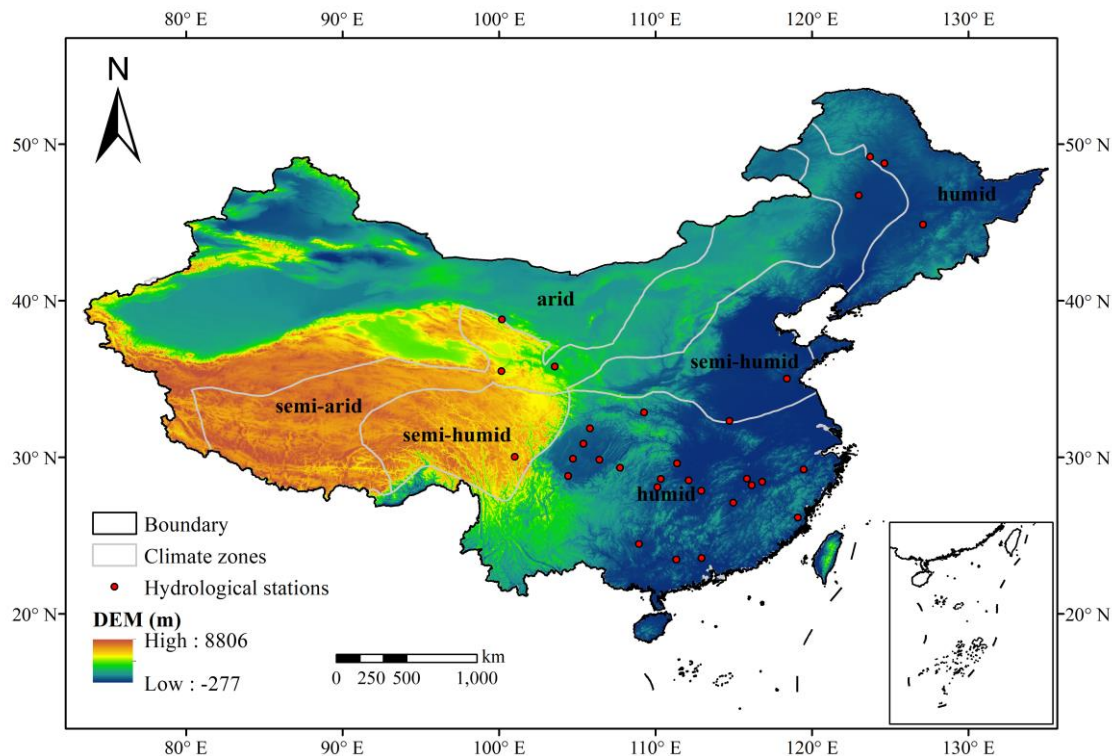 80° E 90° E 100° E 110° E 120° E 130° E
N
50° N 50° N
humid
40° N 40° N
arid
semi-humid
semi-arid
semi-humid
30° N 30° N
humid
Boundary
Climate zones
Hydrological stations
20° N 20° N
DEM (m)
High : 8806
Low : -277
km
0 250 500 1,000
80° E 90° E 100° E 110° E 120° E 130° E